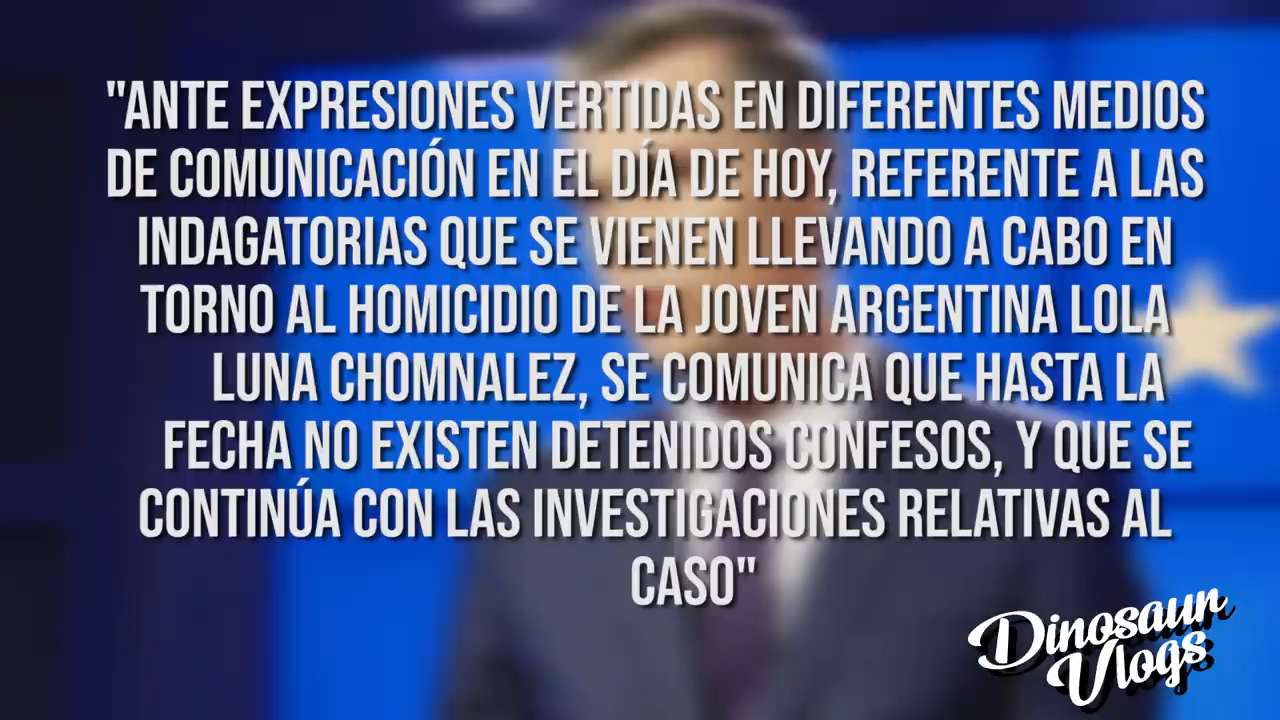 "ANTE EXPRESIONES VERTIDAS EN DIFERENTES MEDIOS
DE COMUNICACIÓN EN EL DÍA DE HOY, REFERENTE A LAS
INDAGATORIAS QUE SE VIENEN LLEVANDO A CABO EN
TORNO AL HOMICIDIO DE LA JOVEN ARGENTINA LOLA
LUNA CHOMNALEZ, SE COMUNICA QUE HASTA LA
FECHA NO EXISTEN DETENIDOS CONFESOS, Y QUE SE
CONTINÚA CON LAS INVESTIGACIONES RELATIVAS AL
CASO"
Dinosaur
Vlogs